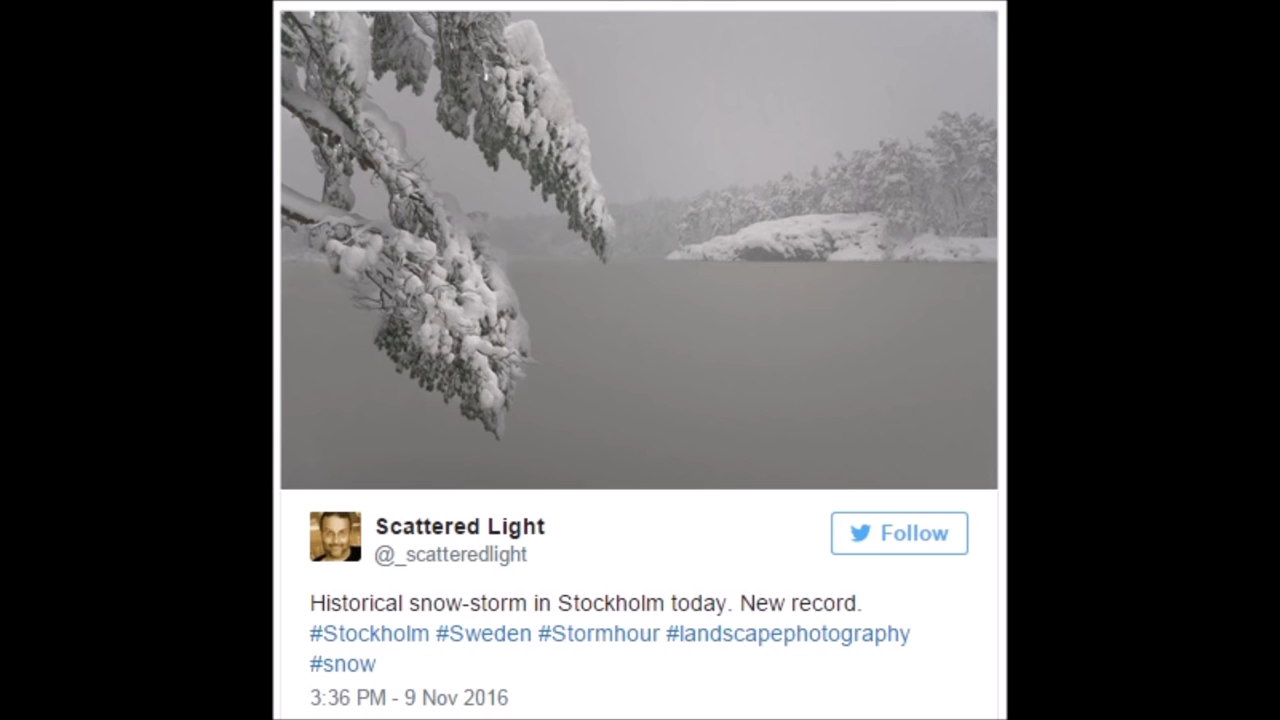 Scattered Light
@_scatteredlight
Follow
Historical snow-storm in Stockholm today. New record.
#Stockholm #Sweden #Stormhour #landscapephotography
#snow
3:36 PM - 9 Nov 2016